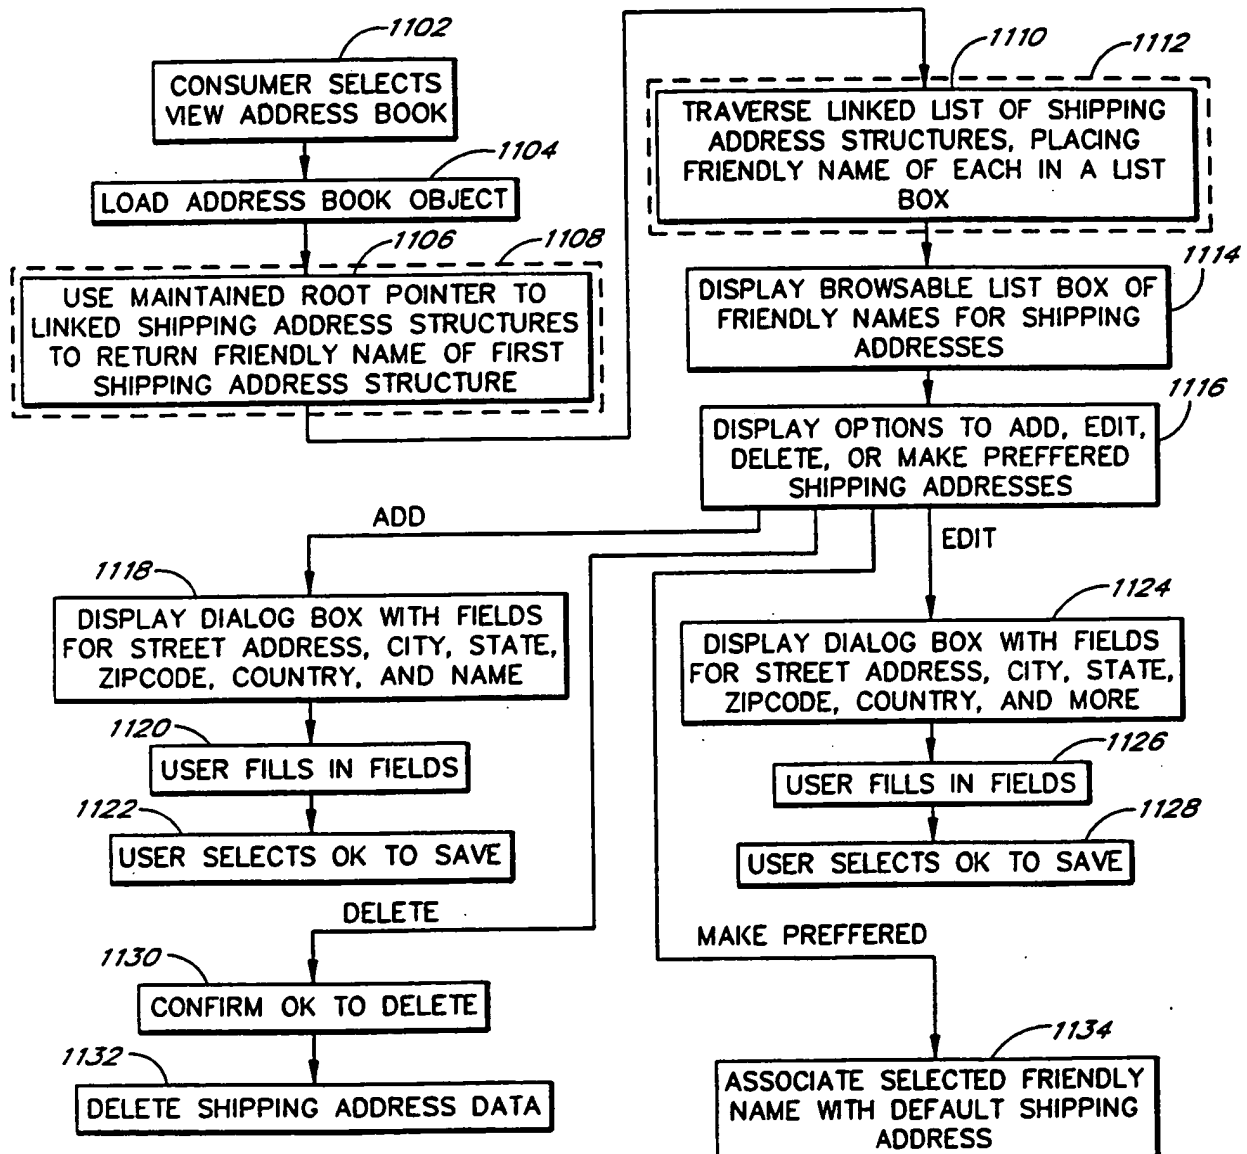 1102
CONSUMER SELECTS
VIEW ADDRESS BOOK
1104
LOAD ADDRESS BOOK OBJECT
1106
1108
USE MAINTAINED ROOT POINTER TO
LINKED SHIPPING ADDRESS STRUCTURES
TO RETURN FRIENDLY NAME OF FIRST
SHIPPING ADDRESS STRUCTURE
1110
1112
TRAVERSE LINKED LIST OF SHIPPING
ADDRESS STRUCTURES, PLACING
FRIENDLY NAME OF EACH IN A LIST
BOX
1114
DISPLAY BROWSABLE LIST BOX OF
FRIENDLY NAMES FOR SHIPPING
ADDRESSES
1116
DISPLAY OPTIONS TO ADD, EDIT,
DELETE, OR MAKE PREFFERED
SHIPPING ADDRESSES
ADD
1118
DISPLAY DIALOG BOX WITH FIELDS
FOR STREET ADDRESS, CITY, STATE,
ZIPCODE, COUNTRY, AND NAME
1120
USER FILLS IN FIELDS
1122
USER SELECTS OK TO SAVE
EDIT
1124
DISPLAY DIALOG BOX WITH FIELDS
FOR STREET ADDRESS, CITY, STATE,
ZIPCODE, COUNTRY, AND MORE
1126
USER FILLS IN FIELDS
1128
USER SELECTS OK TO SAVE
DELETE
1130
CONFIRM OK TO DELETE
1132
DELETE SHIPPING ADDRESS DATA
MAKE PREFFERED
1134
ASSOCIATE SELECTED FRIENDLY
NAME WITH DEFAULT SHIPPING
ADDRESS